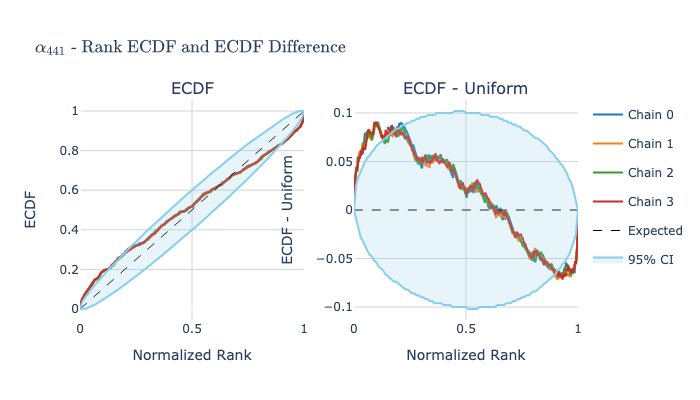 α₄₄₁ - Rank ECDF and ECDF Difference
ECDF
ECDF - Uniform
1
0.8
0.6
0.4
0.2
0
0
0.5
1
ECDF
Normalized Rank
0.1
0.05
0
−0.05
−0.1
0
0.5
1
ECDF - Uniform
Normalized Rank
Chain 0
Chain 1
Chain 2
Chain 3
Expected
95% CI